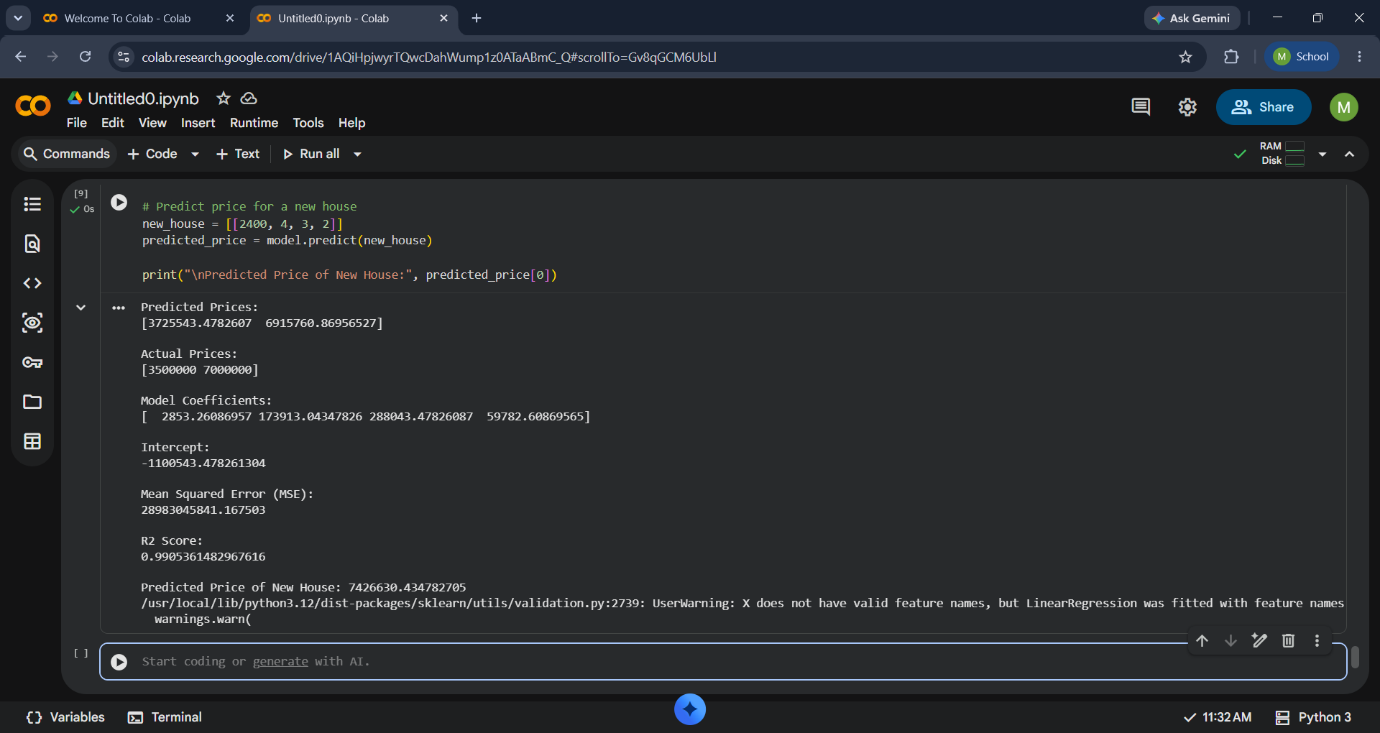 Welcome To Colab - Colab
Untitled0.ipynb - Colab
Ask Gemini
colab.research.google.com/drive/1AQiHpjwyrTQwcDahWump1z0ATaABmC_Q#scrollTo=Gv8qGCM6UbLl
M School
Untitled0.ipynb
File Edit View Insert Runtime Tools Help
Share
M
Commands + Code + Text Run all
RAM
Disk
[9]
0s
# Predict price for a new house
new_house = [[2400, 4, 3, 2]]
predicted_price = model.predict(new_house)
print("\nPredicted Price of New House:", predicted_price[0])
Predicted Prices:
[3725543.4782607  6915760.86956527]
Actual Prices:
[3500000 7000000]
Model Coefficients:
[  2853.26086957 173913.04347826 288043.47826087  59782.60869565]
Intercept:
-1100543.478261304
Mean Squared Error (MSE):
28983045841.167503
R2 Score:
0.9905361482967616
Predicted Price of New House: 7426630.434782705
/usr/local/lib/python3.12/dist-packages/sklearn/utils/validation.py:2739: UserWarning: X does not have valid feature names, but LinearRegression was fitted with feature names
warnings.warn(
[ ]
Start coding or generate with AI.
Variables Terminal
11:32 AM Python 3